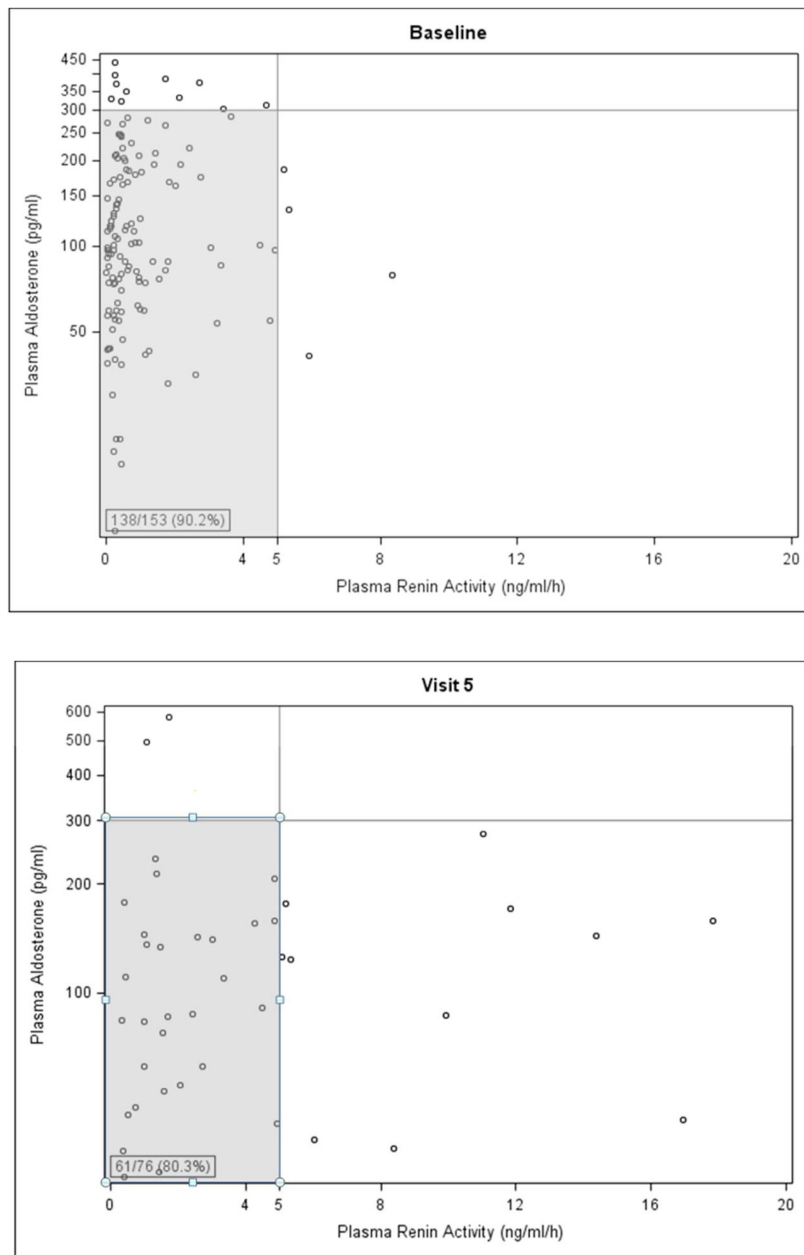 Baseline
450
350
300
250
200
150
100
50
Plasma Aldosterone (pg/ml)
138/153 (90.2%)
0 4 5 8 12 16 20
Plasma Renin Activity (ng/ml/h)
Visit 5
600
500
400
300
200
100
Plasma Aldosterone (pg/ml)
61/76 (80.3%)
0 4 5 8 12 16 20
Plasma Renin Activity (ng/ml/h)